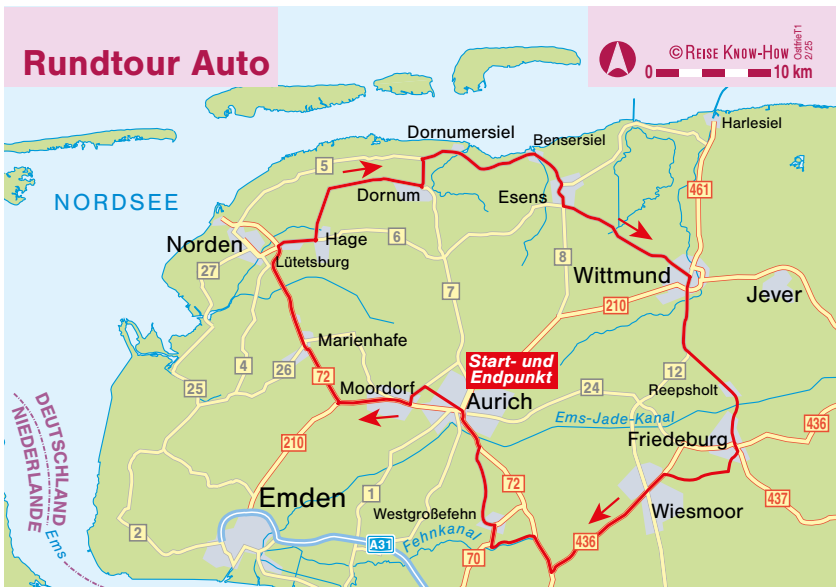 Rundtour Auto
© REISE KNOW-HOW
OstfrieT1
2/25
0
10 km
Harlesiel
Dornumersiel
Bensersiel
5
NORDSEE
Dornum
Esens
461
Norden
Hage
6
Lütetsburg
8
27
Wittmund
7
210
Jever
Marienhafe
4
26
Start- und
Endpunkt
12
25
72
Moordorf
Aurich
24
Reepsholt
Ems-Jade-Kanal
436
DEUTSCHLAND
NIEDERLANDE
210
Friedeburg
72
Emden
1
437
Westgroßefehn
Wiesmoor
2
Ems
A31
Fehnkanal
70
436